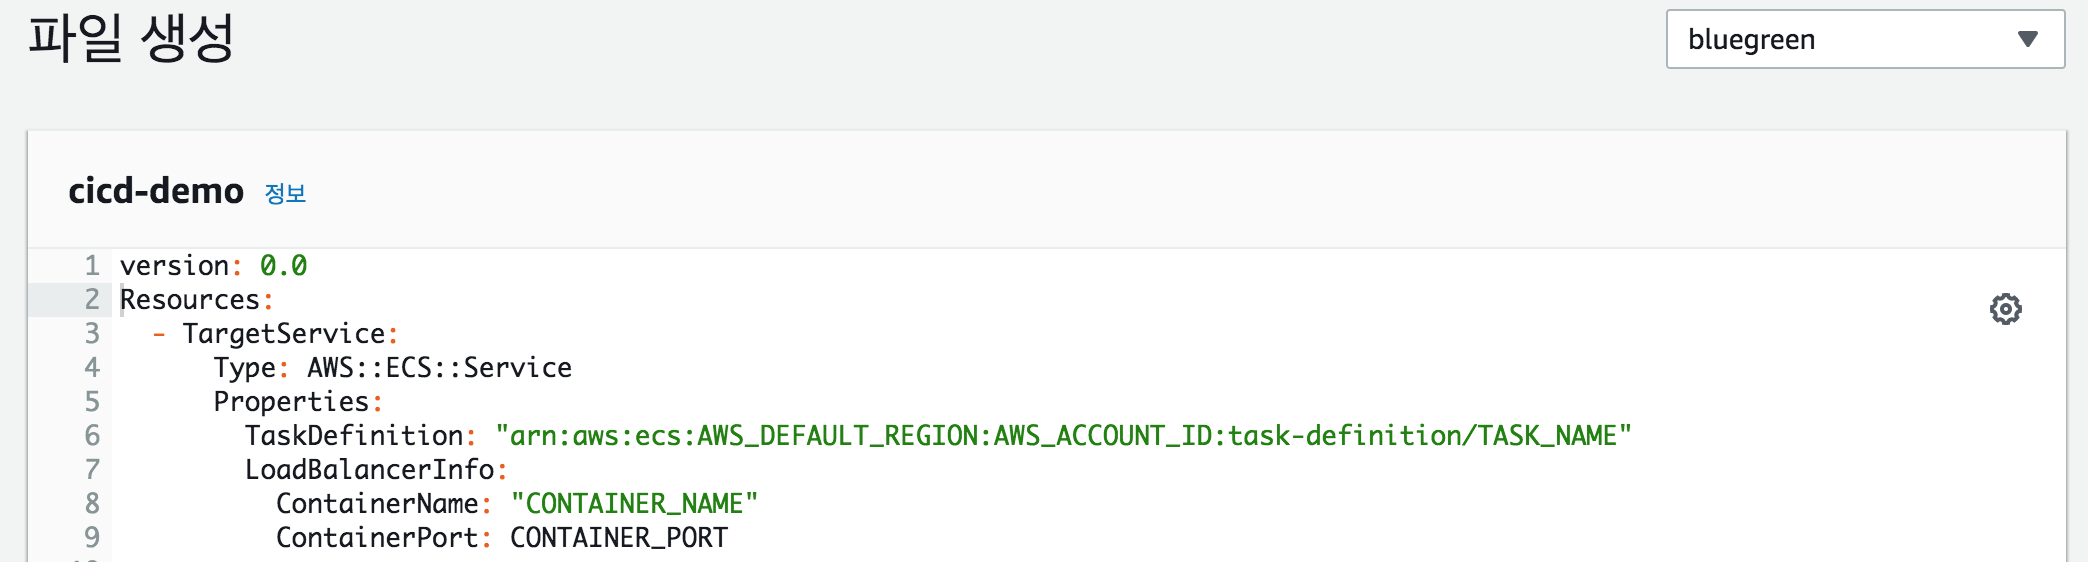 파일 생성
bluegreen
cicd-demo 정보
1 version: 0.0
2 Resources:
3   - TargetService:
4       Type: AWS::ECS::Service
5       Properties:
6         TaskDefinition: "arn:aws:ecs:AWS_DEFAULT_REGION:AWS_ACCOUNT_ID:task-definition/TASK_NAME"
7         LoadBalancerInfo:
8           ContainerName: "CONTAINER_NAME"
9           ContainerPort: CONTAINER_PORT